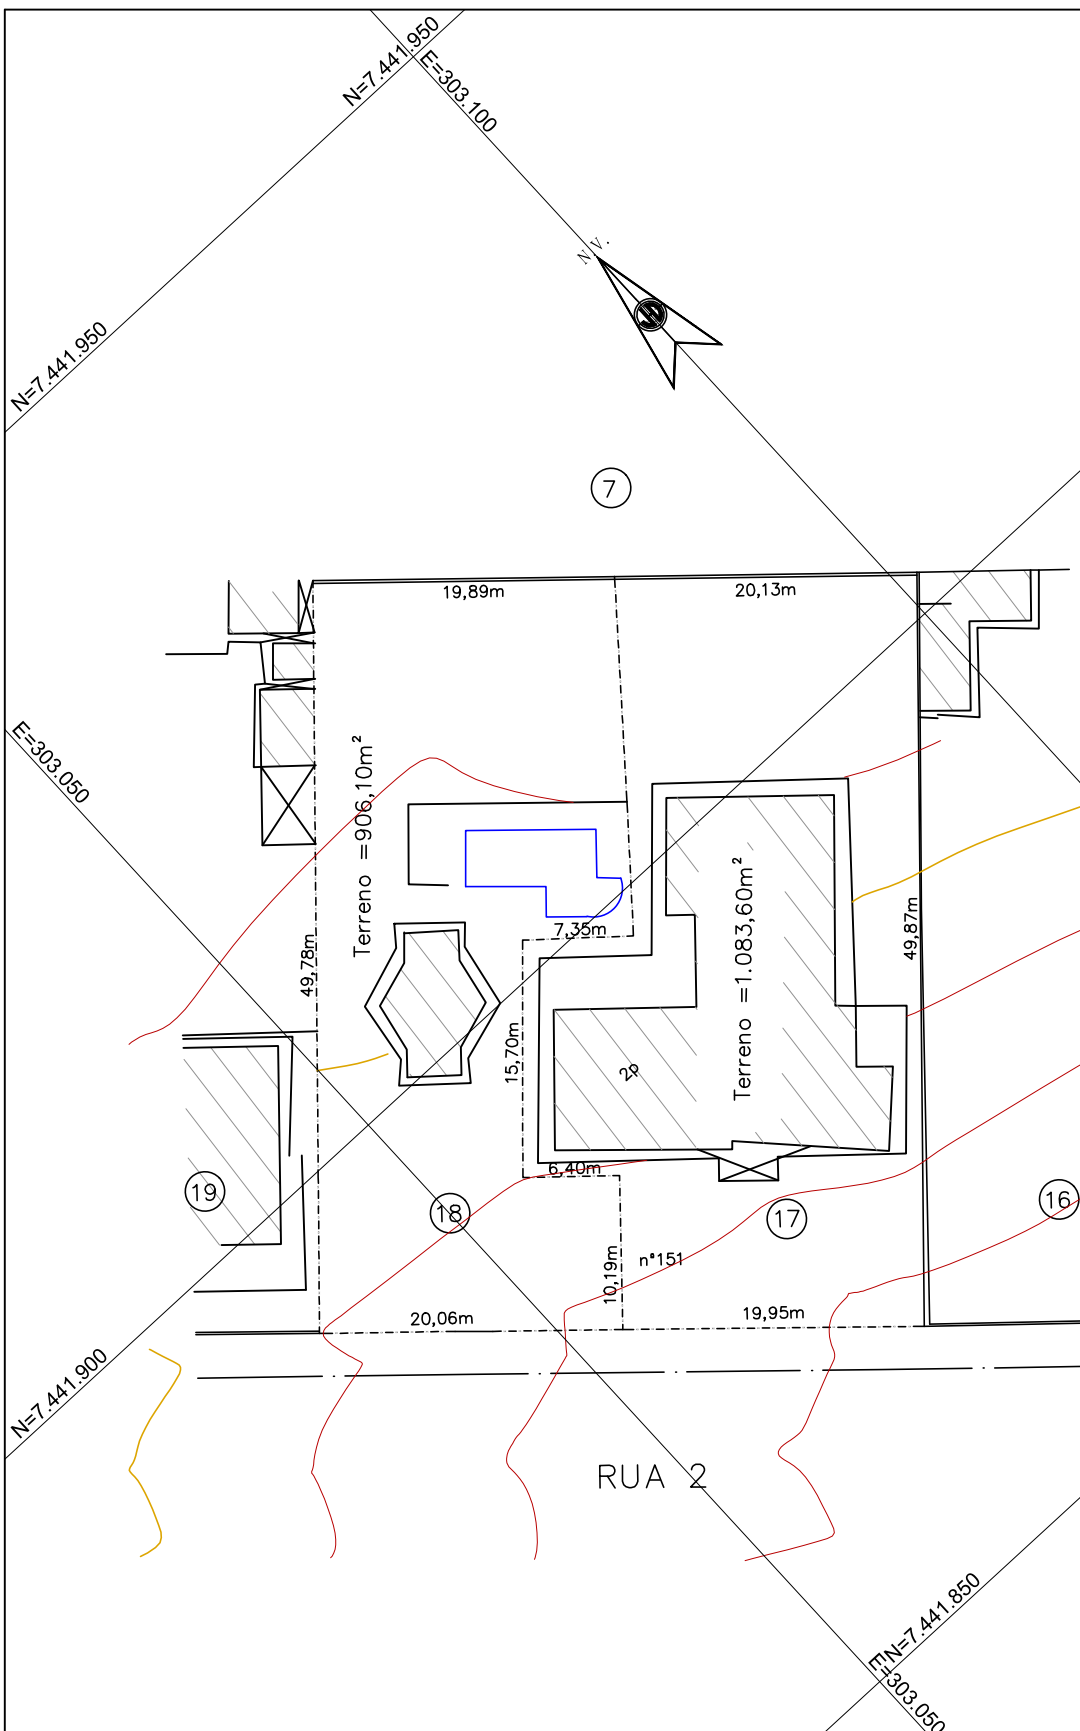 N=7.441.950
E=303.100
N.V.
JD
N=7.441.950
7
19,89m
20,13m
E=303.050
Terreno =906,10m²
Terreno =1.083,60m²
49,87m
7,35m
49,78m
15,70m
2P
6,40m
19
18
17
16
n°151
10,19m
20,06m
19,95m
N=7.441.900
RUA 2
N=7.441.850
E=303.050